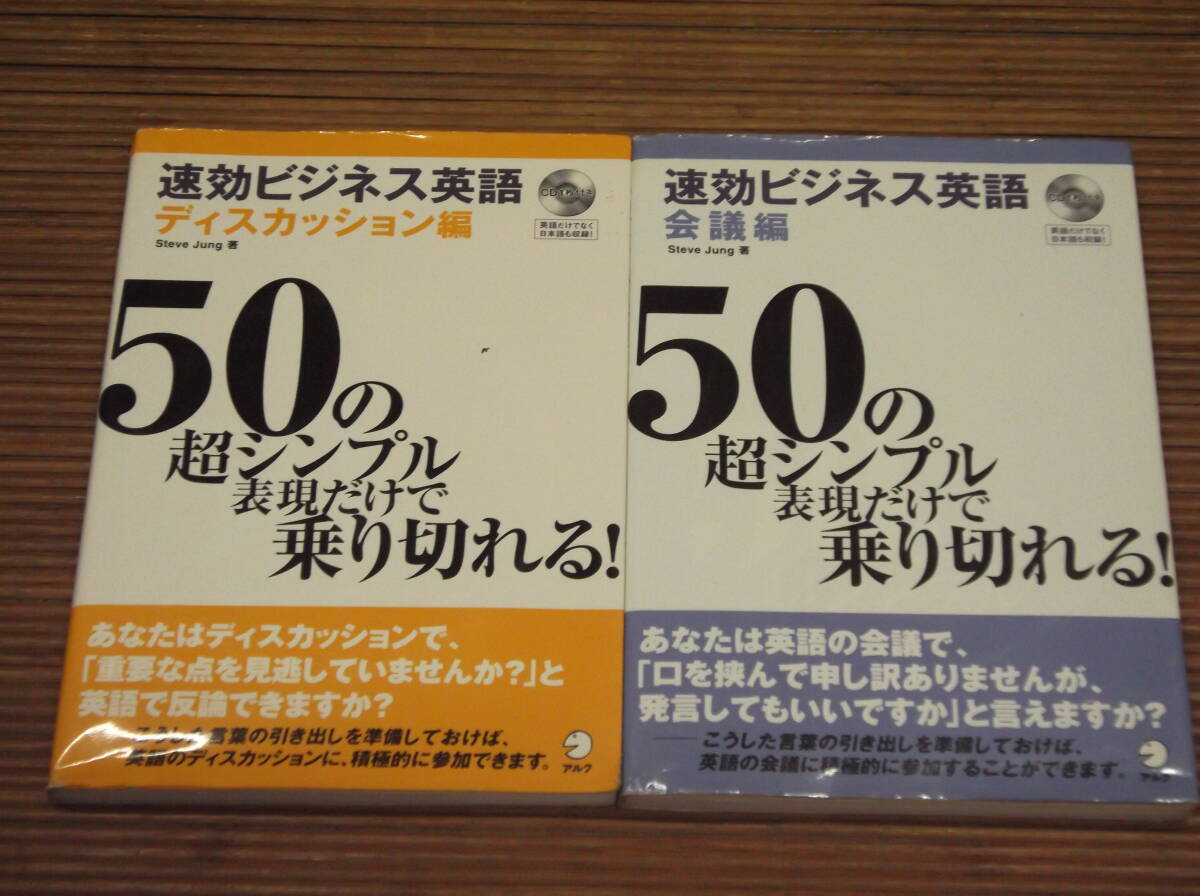 速効ビジネス英語
ディスカッション編
Steve Jung 著
英語だけでなく
日本語も収録!
50の
超シンプル
表現だけで
乗り切れる!
あなたはディスカッションで、
「重要な点を見逃していませんか?」と
英語で反論できますか?
こうした言葉の引き出しを準備しておけば、
英語のディスカッションに、積極的に参加できます。
アルク
速効ビジネス英語
会議編
Steve Jung 著
英語だけでなく
日本語も収録!
50の
超シンプル
表現だけで
乗り切れる!
あなたは英語の会議で、
「口を挟んで申し訳ありませんが、
発言してもいいですか」と言えますか?
――こうした言葉の引き出しを準備しておけば、
英語の会議に積極的に参加することができます。
アルク